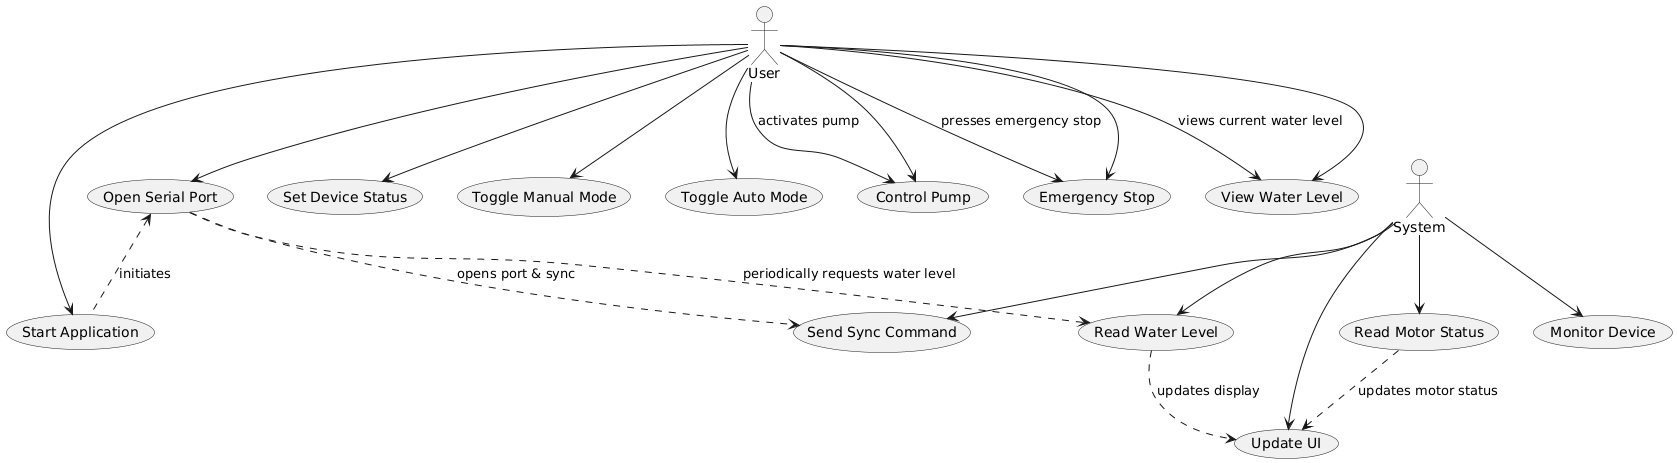 User
activates pump
presses emergency stop
views current water level
Open Serial Port
Set Device Status
Toggle Manual Mode
Toggle Auto Mode
Control Pump
Emergency Stop
View Water Level
System
initiates
opens port & sync
periodically requests water level
Start Application
Send Sync Command
Read Water Level
Read Motor Status
Monitor Device
updates display
updates motor status
Update UI